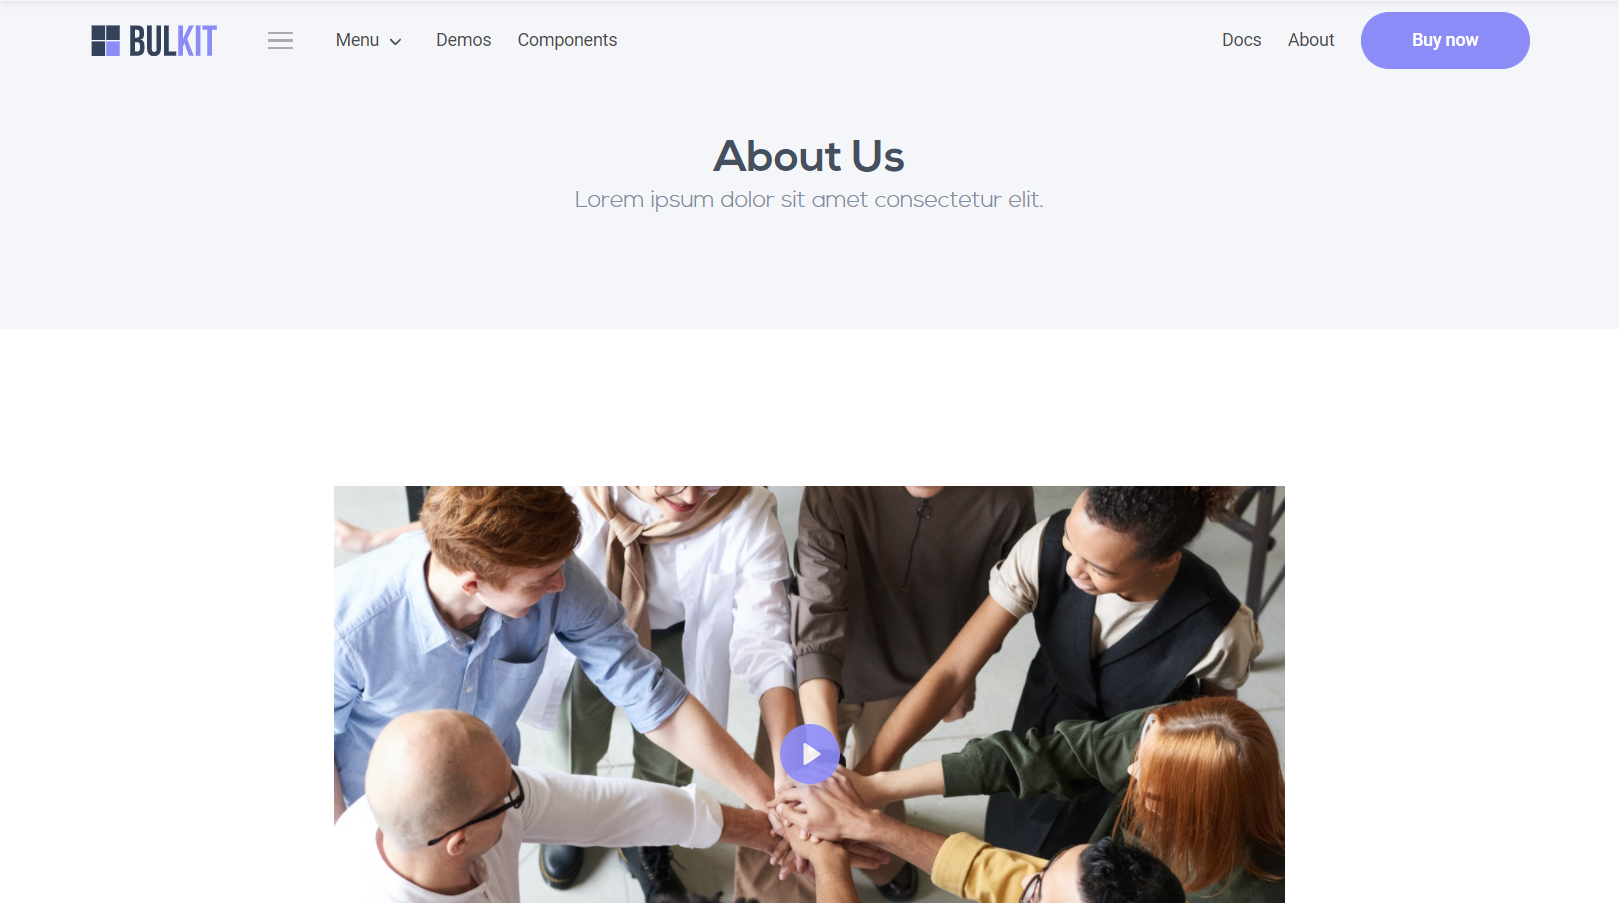 BULKIT
Menu
Demos
Components
Docs
About
Buy now
About Us
Lorem ipsum dolor sit amet consectetur elit.